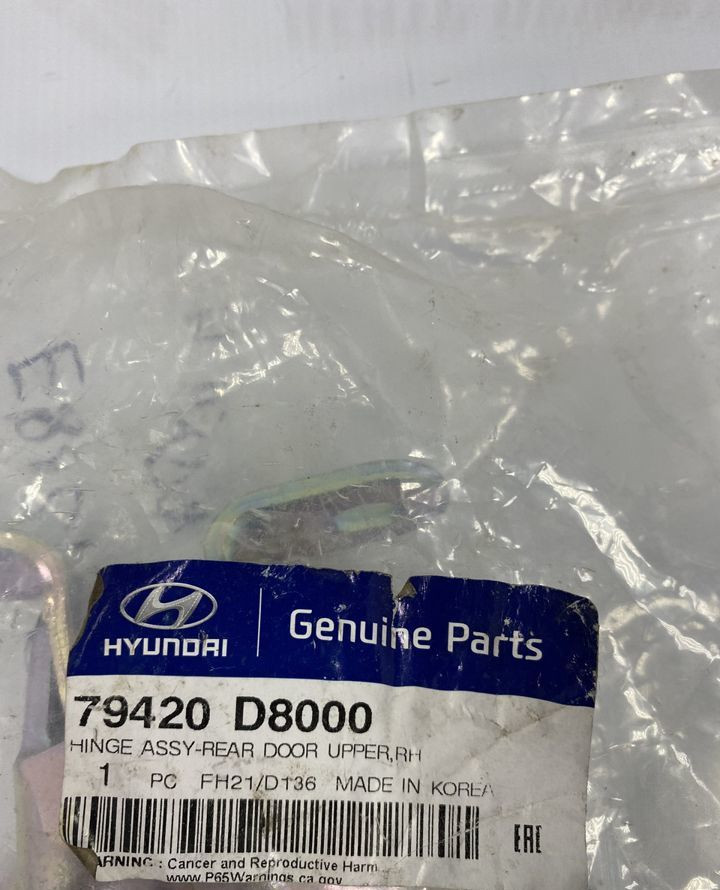 HYUNDAI
Genuine Parts
79420 D8000
HINGE ASSY-REAR DOOR UPPER,RH
1 PC FH21/D136 MADE IN KOREA
EAC
ARNING : Cancer and Reproductive Harm
www.P65Warnings.ca.gov